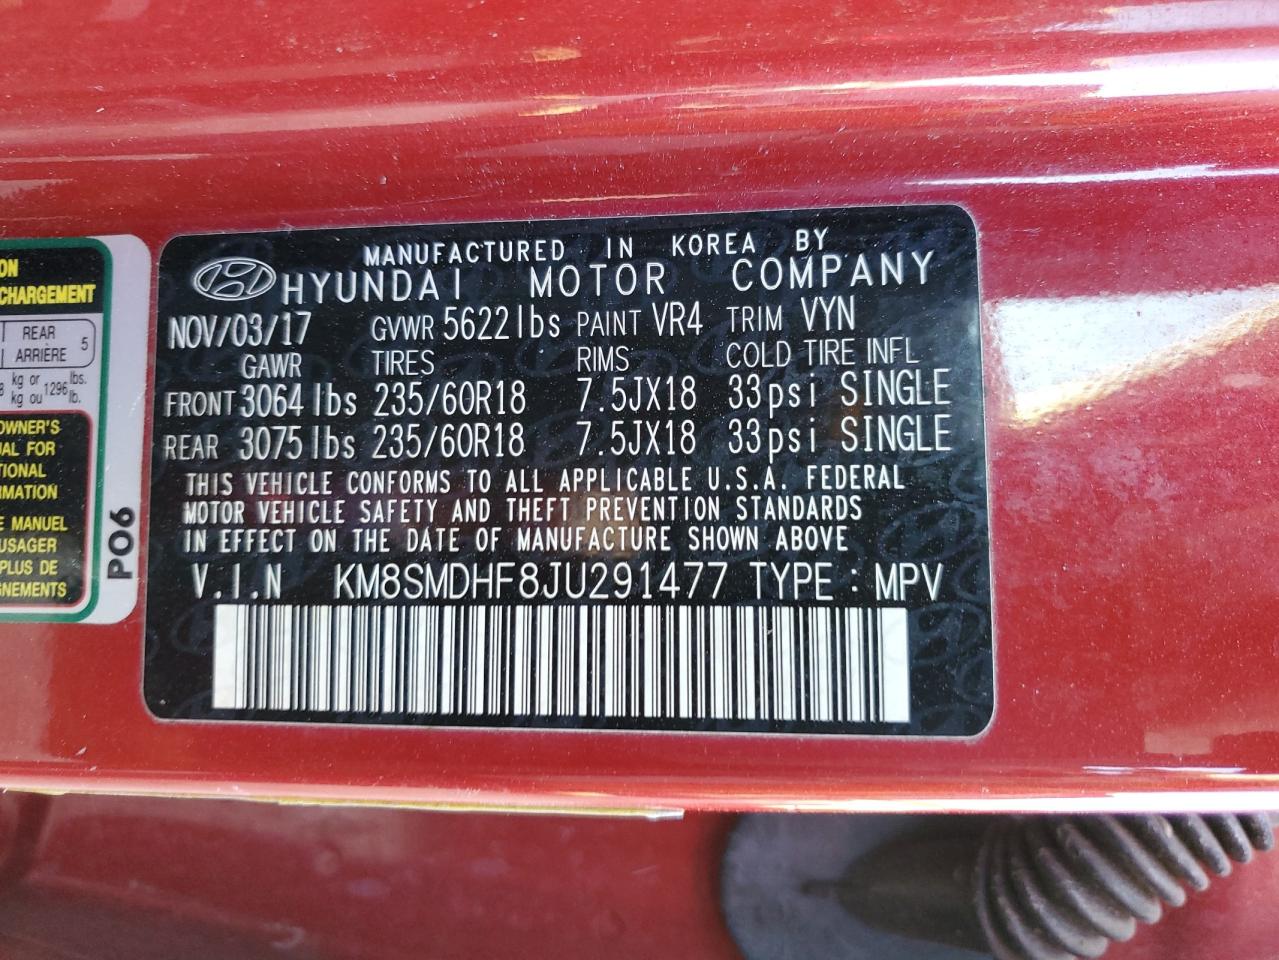 MANUFACTURED IN KOREA BY
HYUNDAI MOTOR COMPANY
NOV/03/17 GVWR 5622lbs PAINT VR4 TRIM VYN
GAWR TIRES RIMS COLD TIRE INFL
FRONT 3064lbs 235/60R18 7.5JX18 33psi SINGLE
REAR 3075lbs 235/60R18 7.5JX18 33psi SINGLE
THIS VEHICLE CONFORMS TO ALL APPLICABLE U.S.A. FEDERAL
MOTOR VEHICLE SAFETY AND THEFT PREVENTION STANDARDS
IN EFFECT ON THE DATE OF MANUFACTURE SHOWN ABOVE
V.I.N KM8SMDHF8JU291477 TYPE : MPV
ON
CHARGEMENT
REAR
ARRIÈRE 5
8 kg or 1296 lbs.
kg ou lb.
OWNER'S
UAL FOR
TIONAL
RMATION
E MANUEL
USAGER
PLUS DE
GNEMENTS
P06